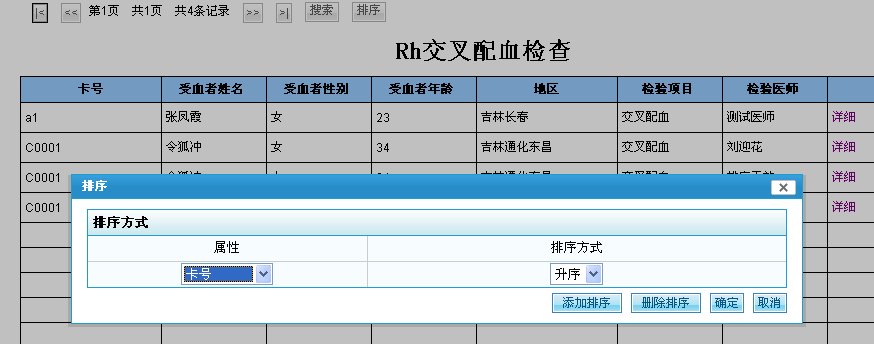 |< << 第1页 共1页 共4条记录 >> >| 搜索 排序
Rh交叉配血检查
卡号 受血者姓名 受血者性别 受血者年龄 地区 检验项目 检验医师
a1 张凤霞 女 23 吉林长春 交叉配血 测试医师 详细
C0001 令狐冲 女 34 吉林通化东昌 交叉配血 刘迎花 详细
C0001 详细
C0001 详细
排序
排序方式
属性 排序方式
卡号 升序
添加排序 删除排序 确定 取消